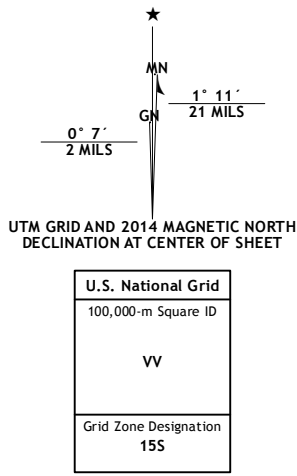 MN
1° 11´
21 MILS
GN
0° 7´
2 MILS
UTM GRID AND 2014 MAGNETIC NORTH
DECLINATION AT CENTER OF SHEET
U.S. National Grid
100,000-m Square ID
VV
Grid Zone Designation
15S